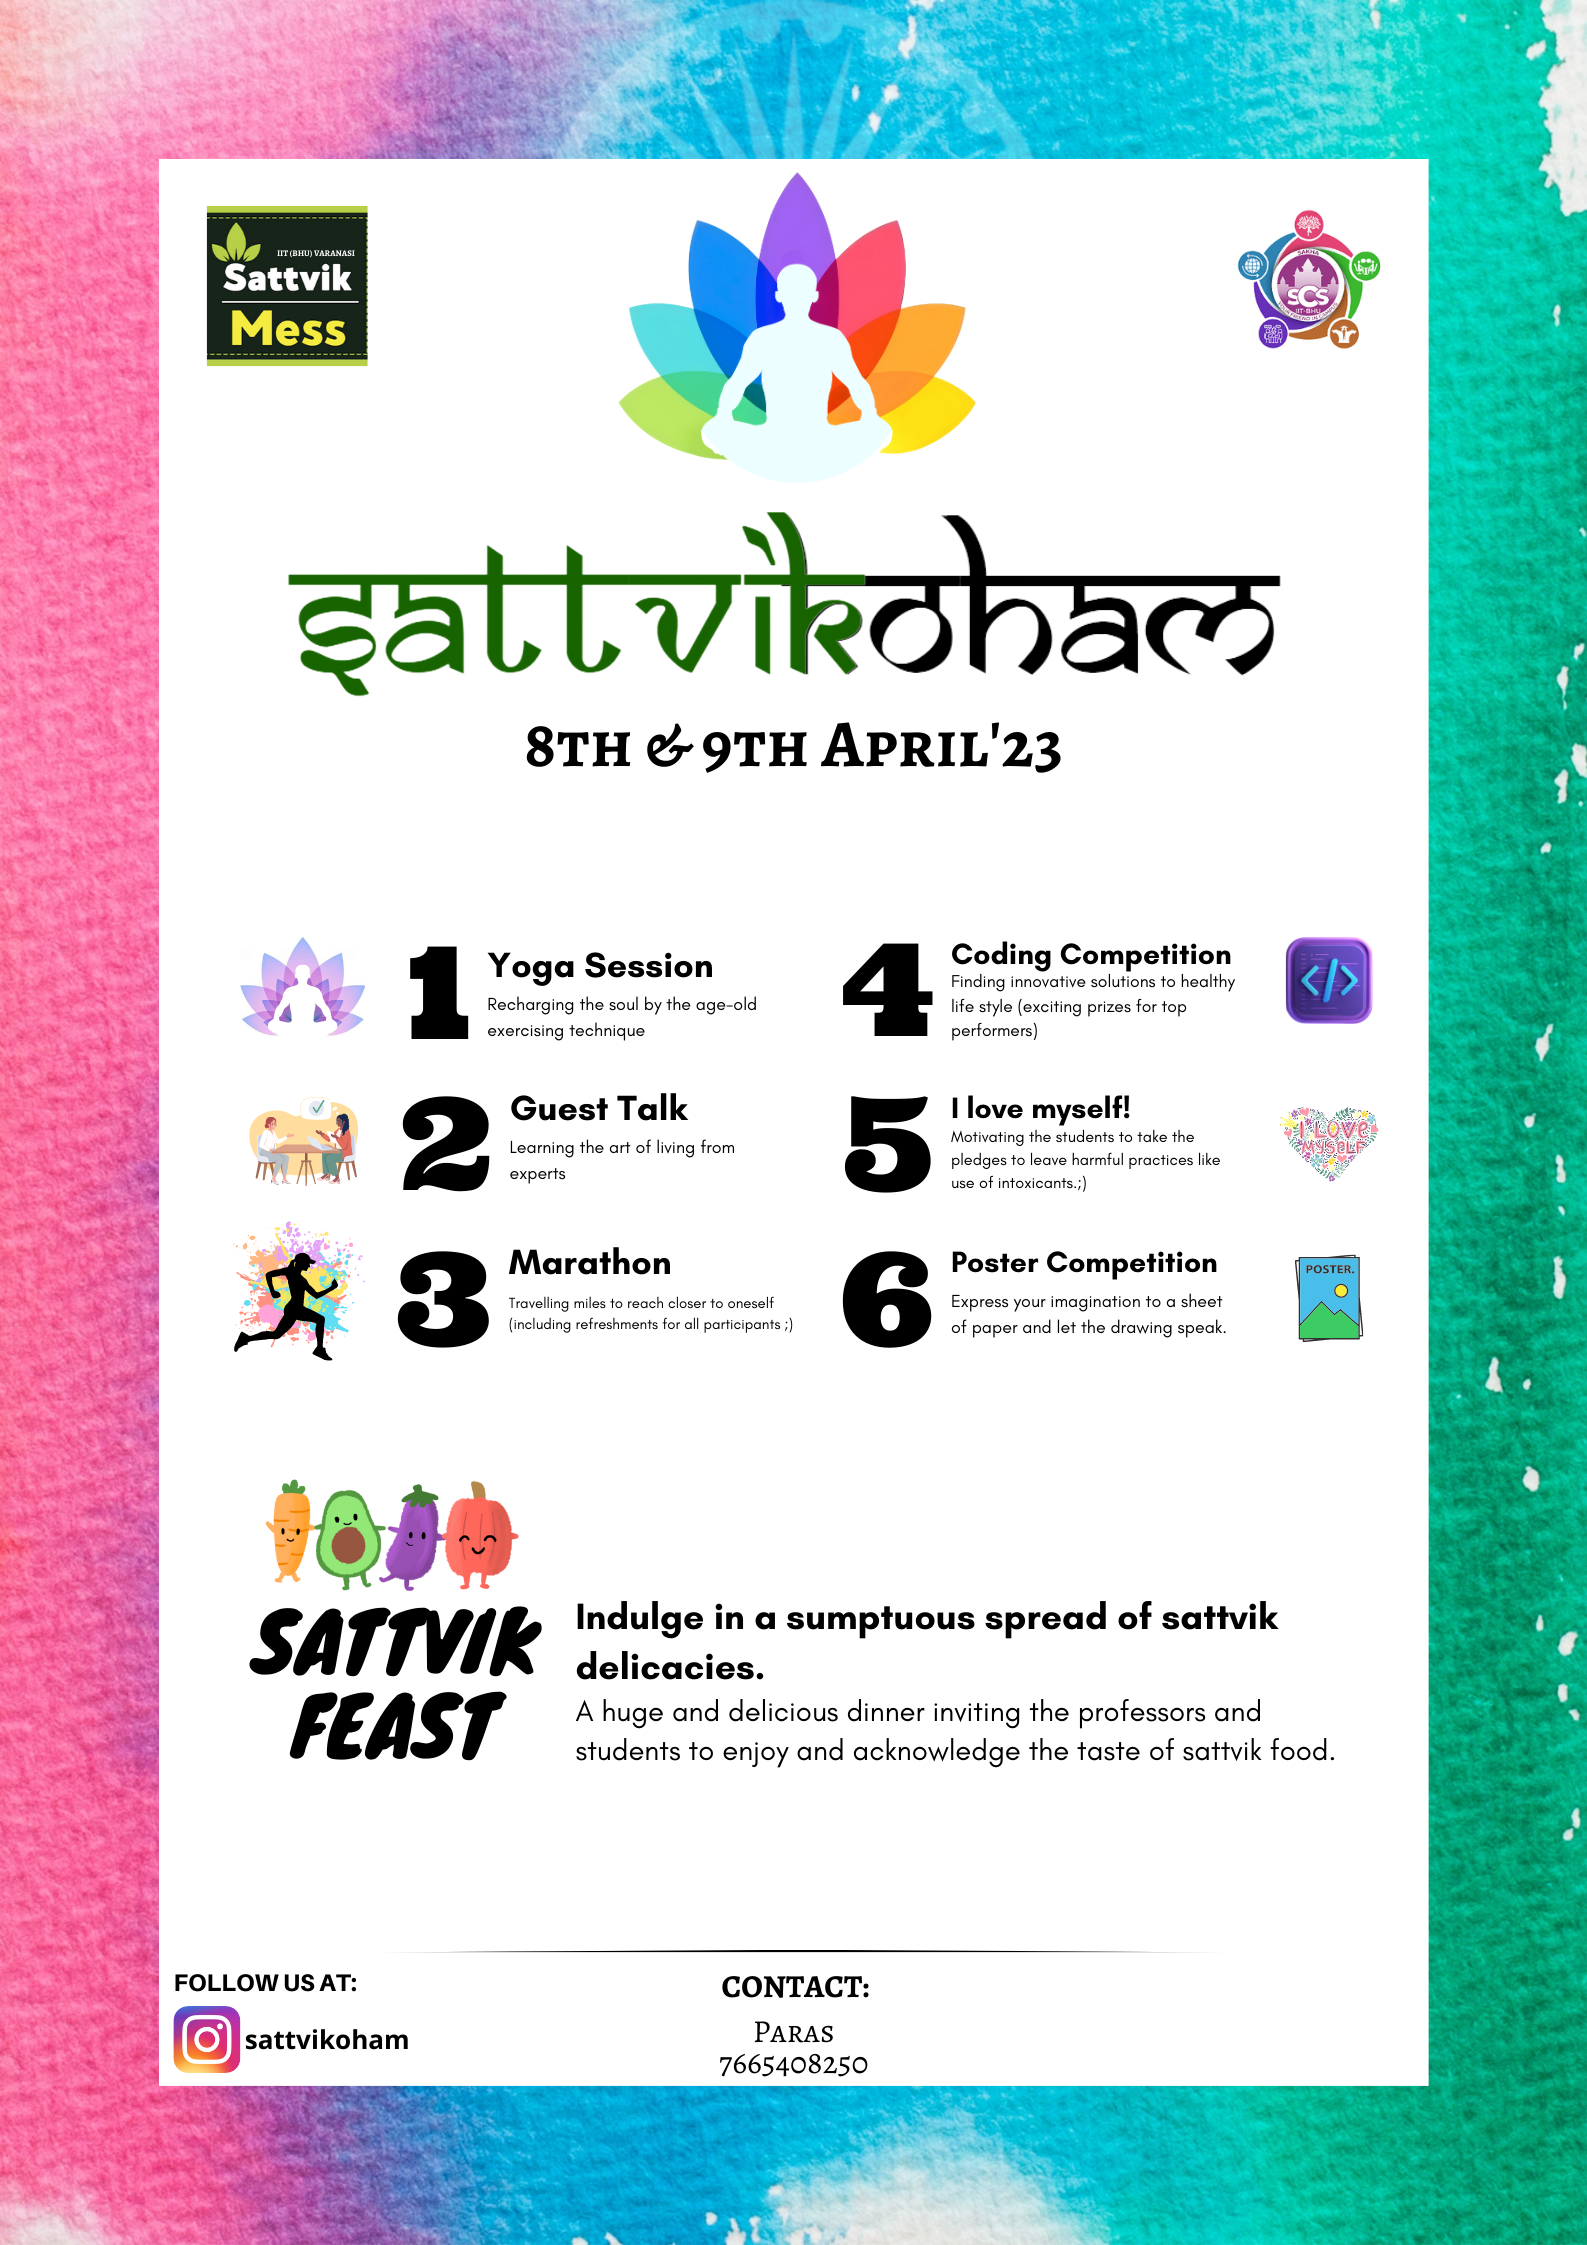 IIT (BHU) VARANASI
Sattvik
Mess
SAKHA
SCS
IIT-BHU
sattvikoham
8TH & 9TH APRIL'23
1
Yoga Session
Recharging the soul by the age-old
exercising technique
2
Guest Talk
Learning the art of living from
experts
3
Marathon
Travelling miles to reach closer to oneself
(including refreshments for all participants ;)
4
Coding Competition
Finding innovative solutions to healthy
life style (exciting prizes for top
performers)
</>
5
I love myself!
Motivating the students to take the
pledges to leave harmful practices like
use of intoxicants.;)
I LOVE
MYSELF
6
Poster Competition
Express your imagination to a sheet
of paper and let the drawing speak.
POSTER.
SATTVIK
FEAST
Indulge in a sumptuous spread of sattvik
delicacies.
A huge and delicious dinner inviting the professors and
students to enjoy and acknowledge the taste of sattvik food.
FOLLOW US AT:
sattvikoham
CONTACT:
PARAS
7665408250